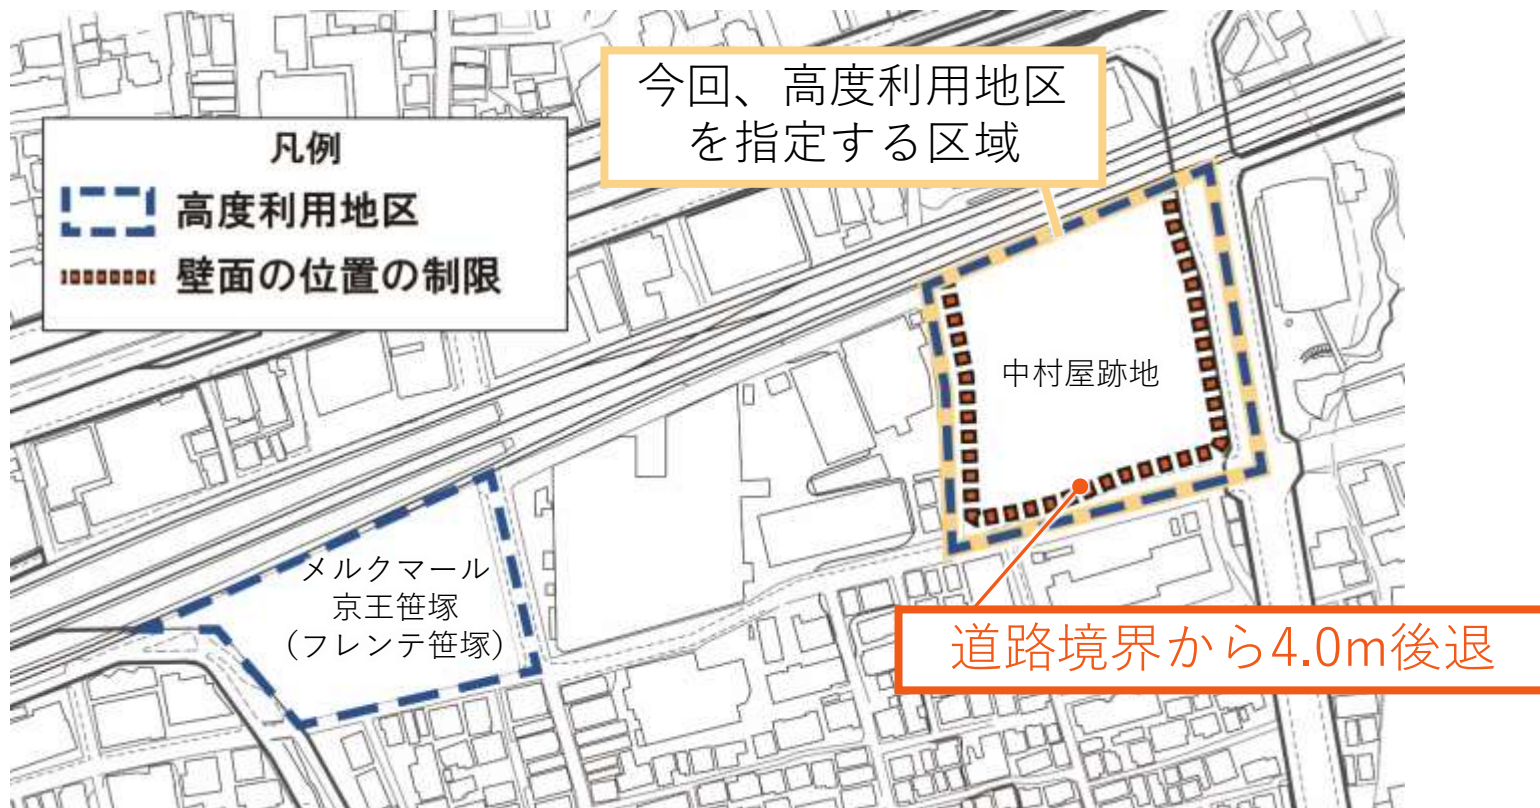 今回、高度利用地区
を指定する区域
凡例
高度利用地区
壁面の位置の制限
中村屋跡地
メルクマール
京王笹塚
（フレンテ笹塚）
道路境界から4.0m後退